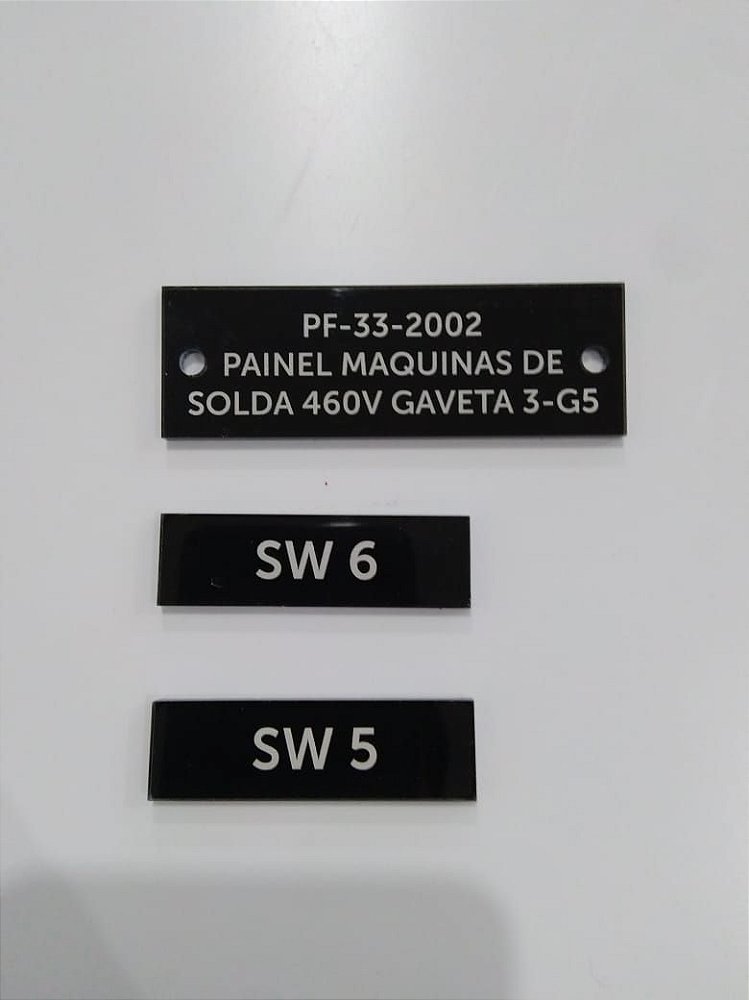 PF-33-2002
PAINEL MAQUINAS DE
SOLDA 460V GAVETA 3-G5
SW 6
SW 5